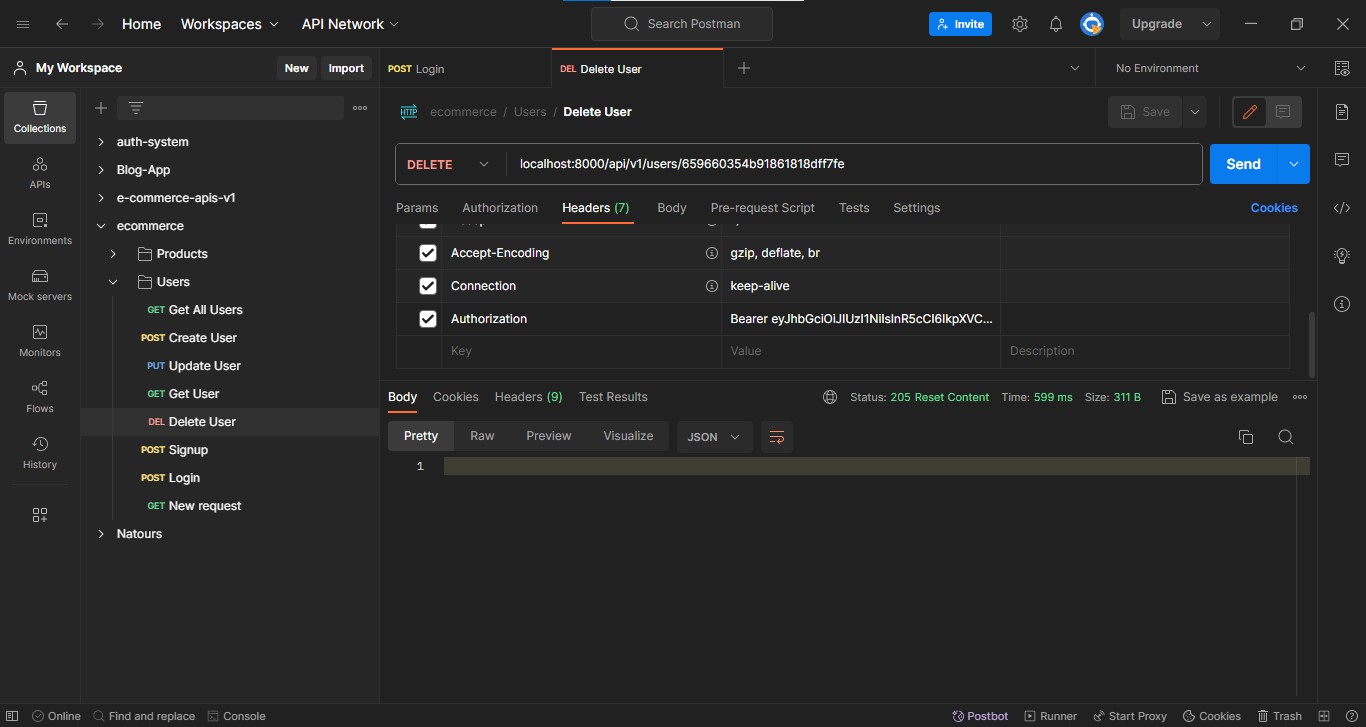 Home Workspaces API Network Search Postman Invite Upgrade
My Workspace New Import POST Login DEL Delete User No Environment
Collections
APIs
Environments
Mock servers
Monitors
Flows
History
auth-system
Blog-App
e-commerce-apis-v1
ecommerce
Products
Users
GET Get All Users
POST Create User
PUT Update User
GET Get User
DEL Delete User
POST Signup
POST Login
GET New request
Natours
HTTP ecommerce / Users / Delete User Save
DELETE localhost:8000/api/v1/users/659660354b91861818dff7fe Send
Params Authorization Headers (7) Body Pre-request Script Tests Settings Cookies
Accept-Encoding gzip, deflate, br
Connection keep-alive
Authorization Bearer eyJhbGciOiJIUzI1NiIsInR5cCI6IkpXVC...
Key Value Description
Body Cookies Headers (9) Test Results Status: 205 Reset Content Time: 599 ms Size: 311 B Save as example
Pretty Raw Preview Visualize JSON
1
Online Find and replace Console Postbot Runner Start Proxy Cookies Trash